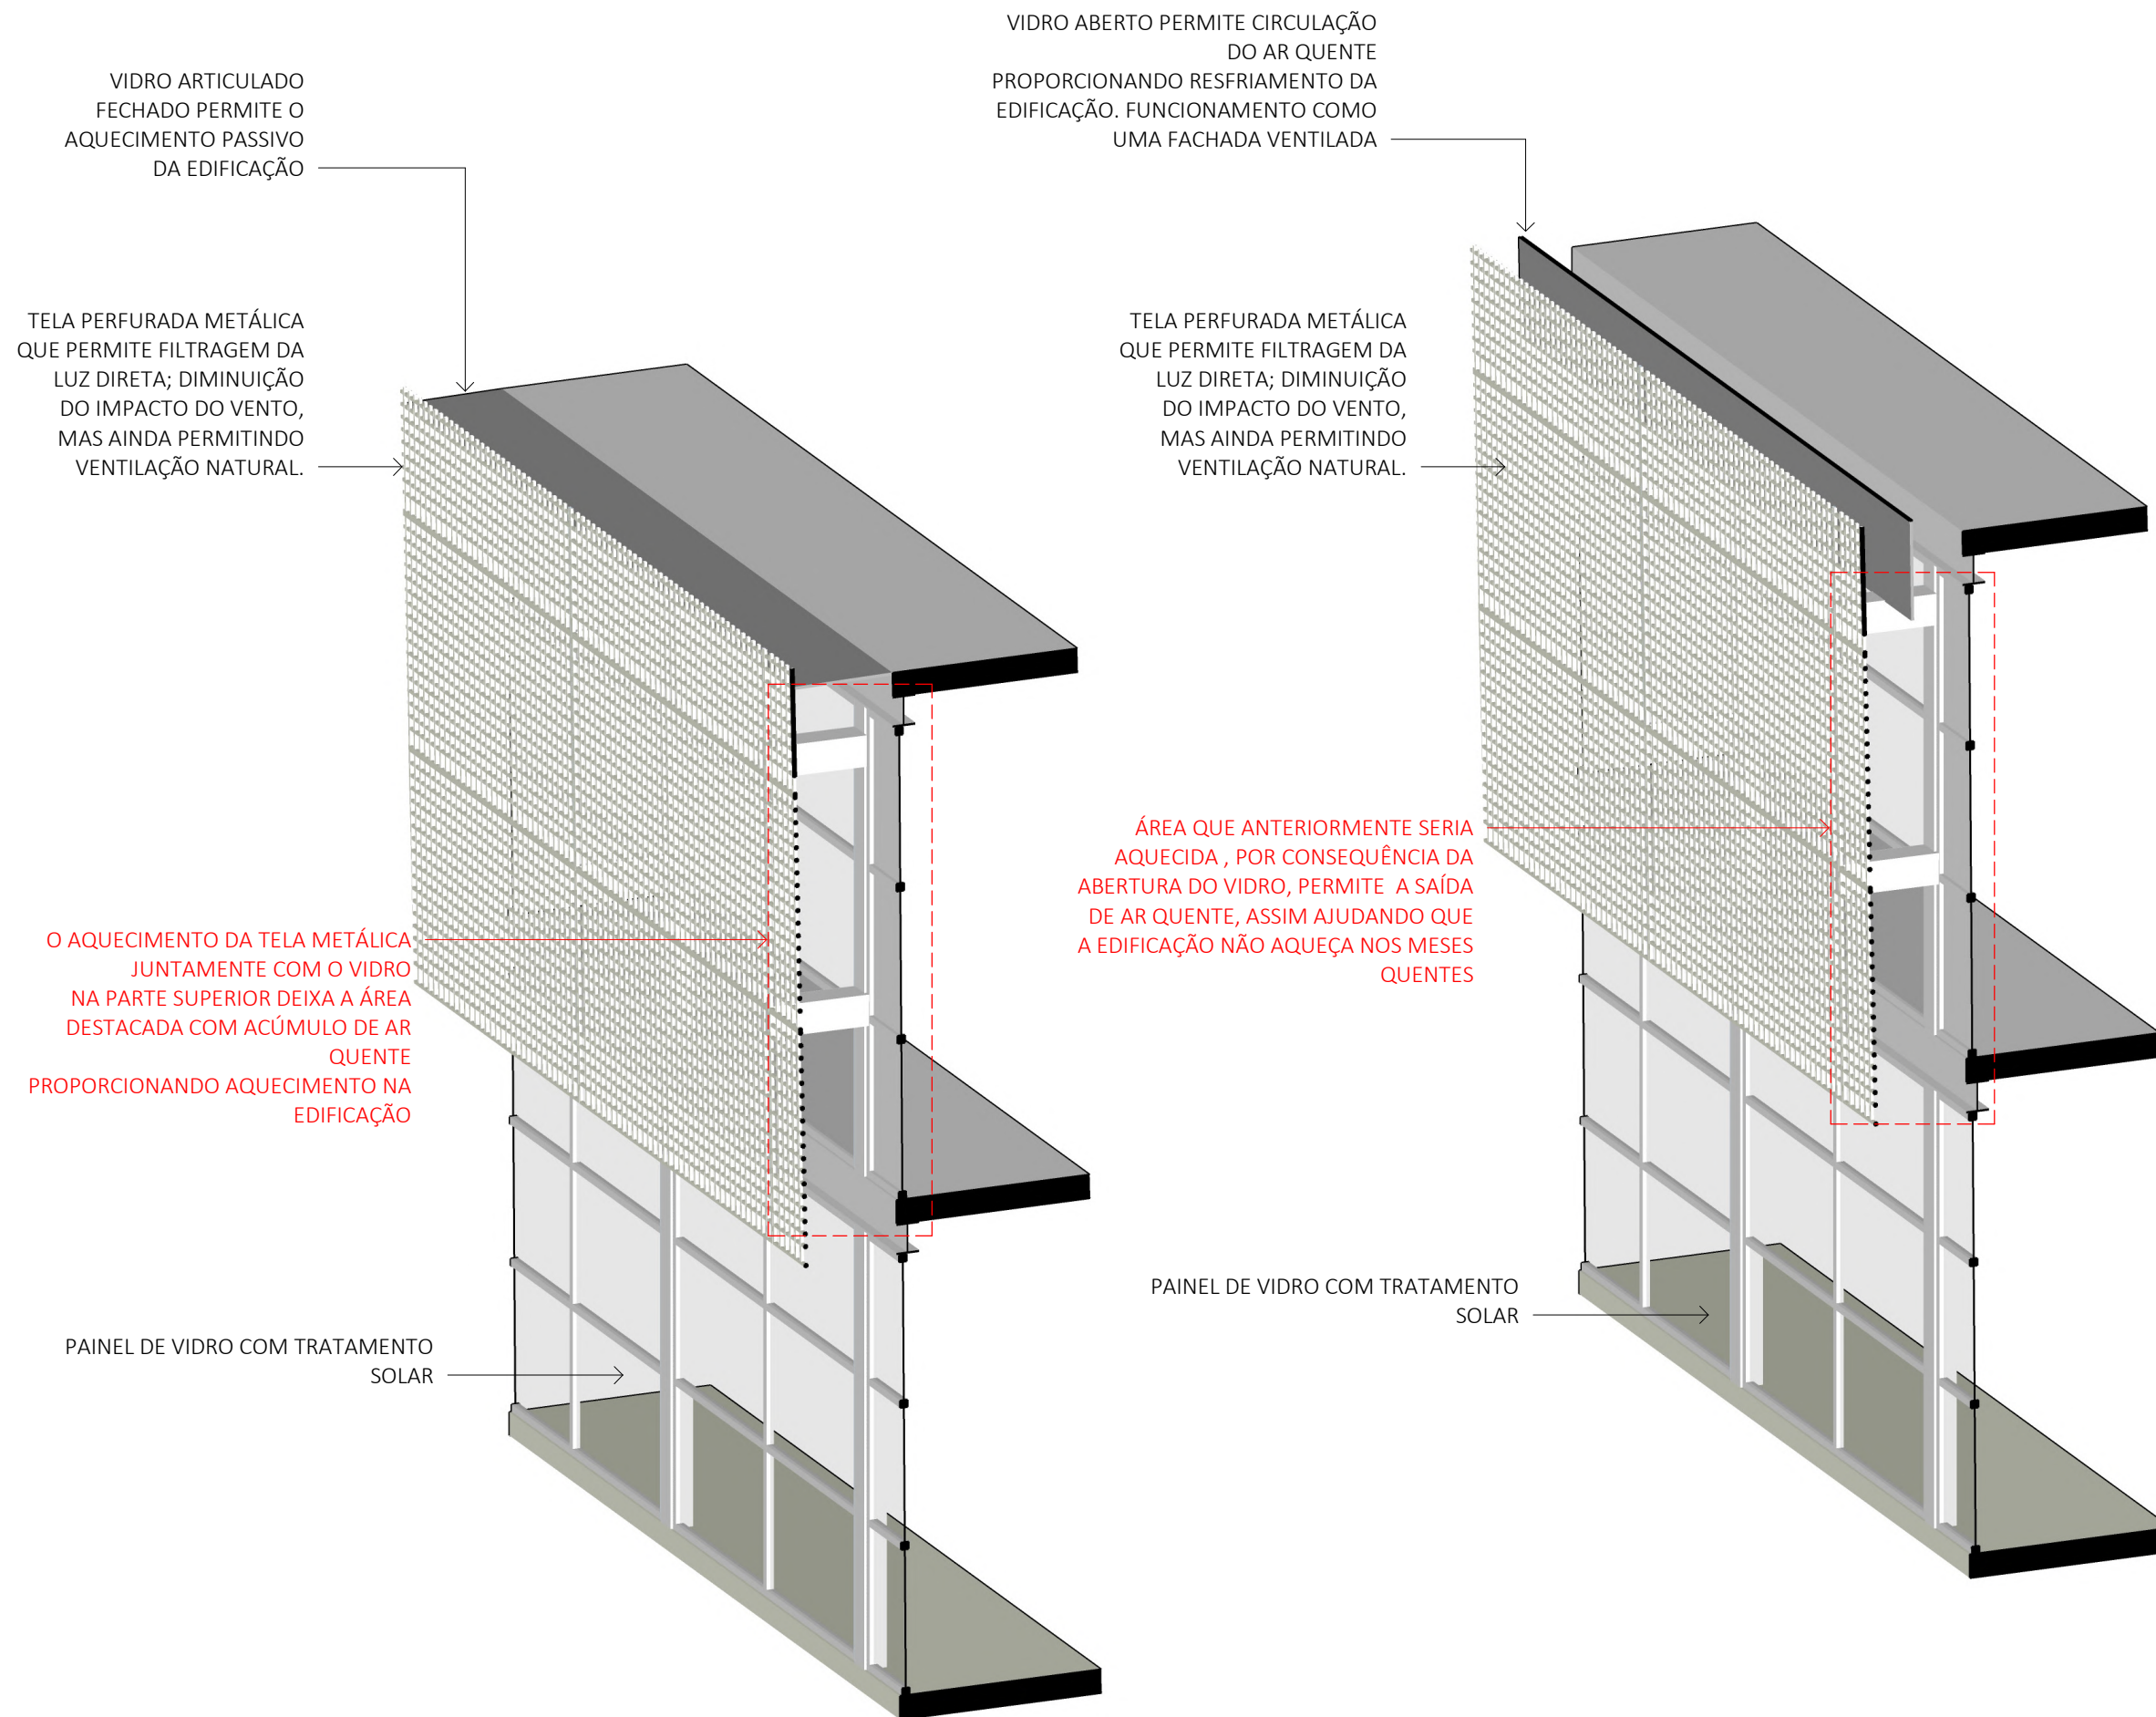 VIDRO ARTICULADO
FECHADO PERMITE O
AQUECIMENTO PASSIVO
DA EDIFICAÇÃO
TELA PERFURADA METÁLICA
QUE PERMITE FILTRAGEM DA
LUZ DIRETA; DIMINUIÇÃO
DO IMPACTO DO VENTO,
MAS AINDA PERMITINDO
VENTILAÇÃO NATURAL.
O AQUECIMENTO DA TELA METÁLICA
JUNTAMENTE COM O VIDRO
NA PARTE SUPERIOR DEIXA A ÁREA
DESTACADA COM ACÚMULO DE AR
QUENTE
PROPORCIONANDO AQUECIMENTO NA
EDIFICAÇÃO
PAINEL DE VIDRO COM TRATAMENTO
SOLAR
VIDRO ABERTO PERMITE CIRCULAÇÃO
DO AR QUENTE
PROPORCIONANDO RESFRIAMENTO DA
EDIFICAÇÃO. FUNCIONAMENTO COMO
UMA FACHADA VENTILADA
TELA PERFURADA METÁLICA
QUE PERMITE FILTRAGEM DA
LUZ DIRETA; DIMINUIÇÃO
DO IMPACTO DO VENTO,
MAS AINDA PERMITINDO
VENTILAÇÃO NATURAL.
ÁREA QUE ANTERIORMENTE SERIA
AQUECIDA , POR CONSEQUÊNCIA DA
ABERTURA DO VIDRO, PERMITE A SAÍDA
DE AR QUENTE, ASSIM AJUDANDO QUE
A EDIFICAÇÃO NÃO AQUEÇA NOS MESES
QUENTES
PAINEL DE VIDRO COM TRATAMENTO
SOLAR